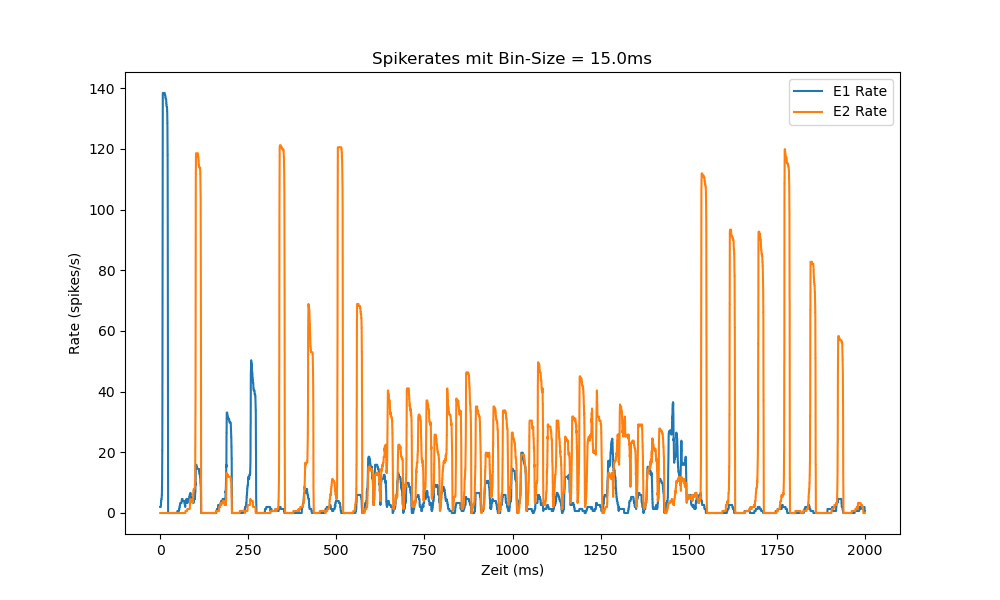 Spikerates mit Bin-Size = 15.0ms
E1 Rate
E2 Rate
140
120
100
80
60
40
20
0
Rate (spikes/s)
0 250 500 750 1000 1250 1500 1750 2000
Zeit (ms)